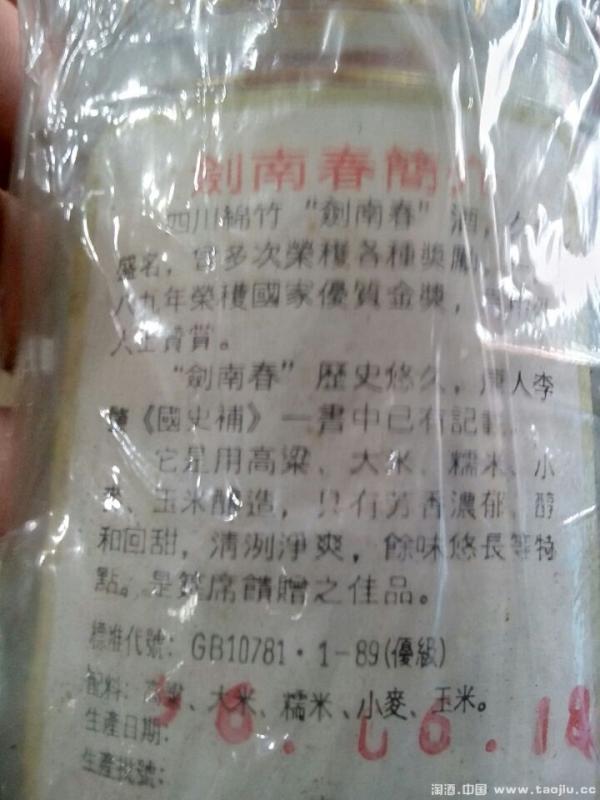 劍南春簡
四川綿竹“劍南春”酒，久
盛名，曾多次榮獲各種獎勵，
八九年榮獲國家優質金獎，
人士賞。
“劍南春”歷史悠久，唐人李
肇《國史補》一書中已有記載。
它是用高粱、大米、糯米、小
麥、玉米釀造，具有芳香濃郁、醇
和回甜，清洌淨爽，餘味悠長等特
點。是筵席饋贈之佳品。
標准代號：GB10781·1-89(優級)
配料：高粱、大米、糯米、小麥、玉米。
生產日期：98.06.18
生產批號：
淘酒.中国 www.taojiu.cc